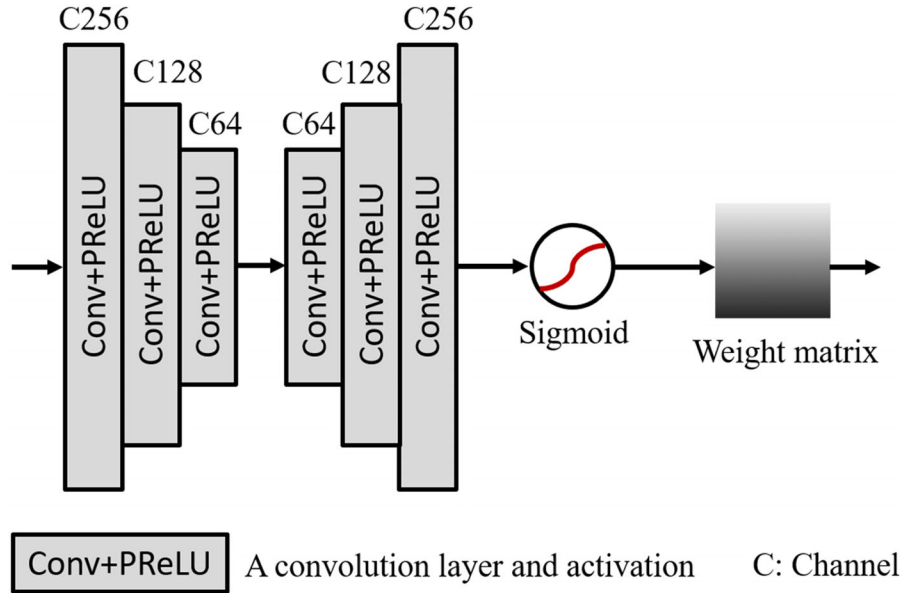 C256
C128
C64
C64
C128
C256
Conv+PReLU
Conv+PReLU
Conv+PReLU
Conv+PReLU
Conv+PReLU
Conv+PReLU
Sigmoid
Weight matrix
Conv+PReLU
A convolution layer and activation
C: Channel